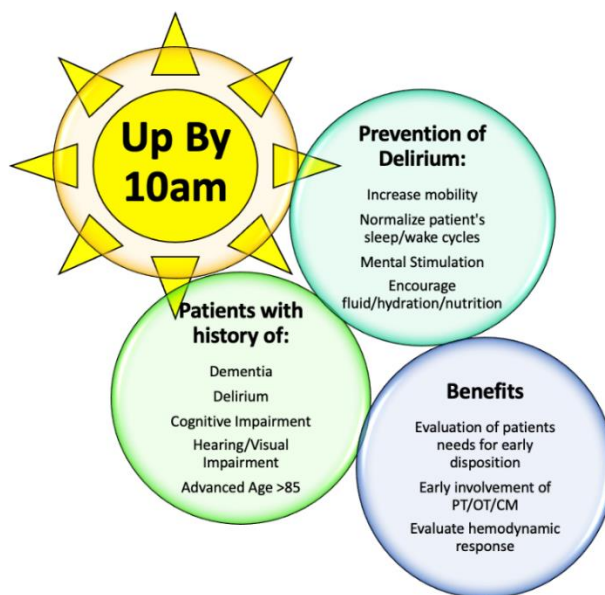 Up By
10am
Prevention of
Delirium:
Increase mobility
Normalize patient's
sleep/wake cycles
Mental Stimulation
Encourage
fluid/hydration/nutrition
Patients with
history of:
Dementia
Delirium
Cognitive Impairment
Hearing/Visual
Impairment
Advanced Age >85
Benefits
Evaluation of patients
needs for early
disposition
Early involvement of
PT/OT/CM
Evaluate hemodynamic
response